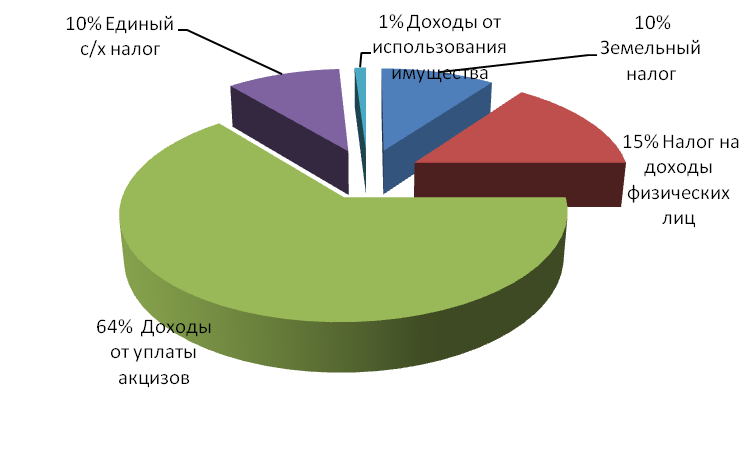 10% Единый
с/х налог
1% Доходы от
использования
имущества
10%
Земельный
налог
15% Налог на
доходы
физических
лиц
64% Доходы
от уплаты
акцизов